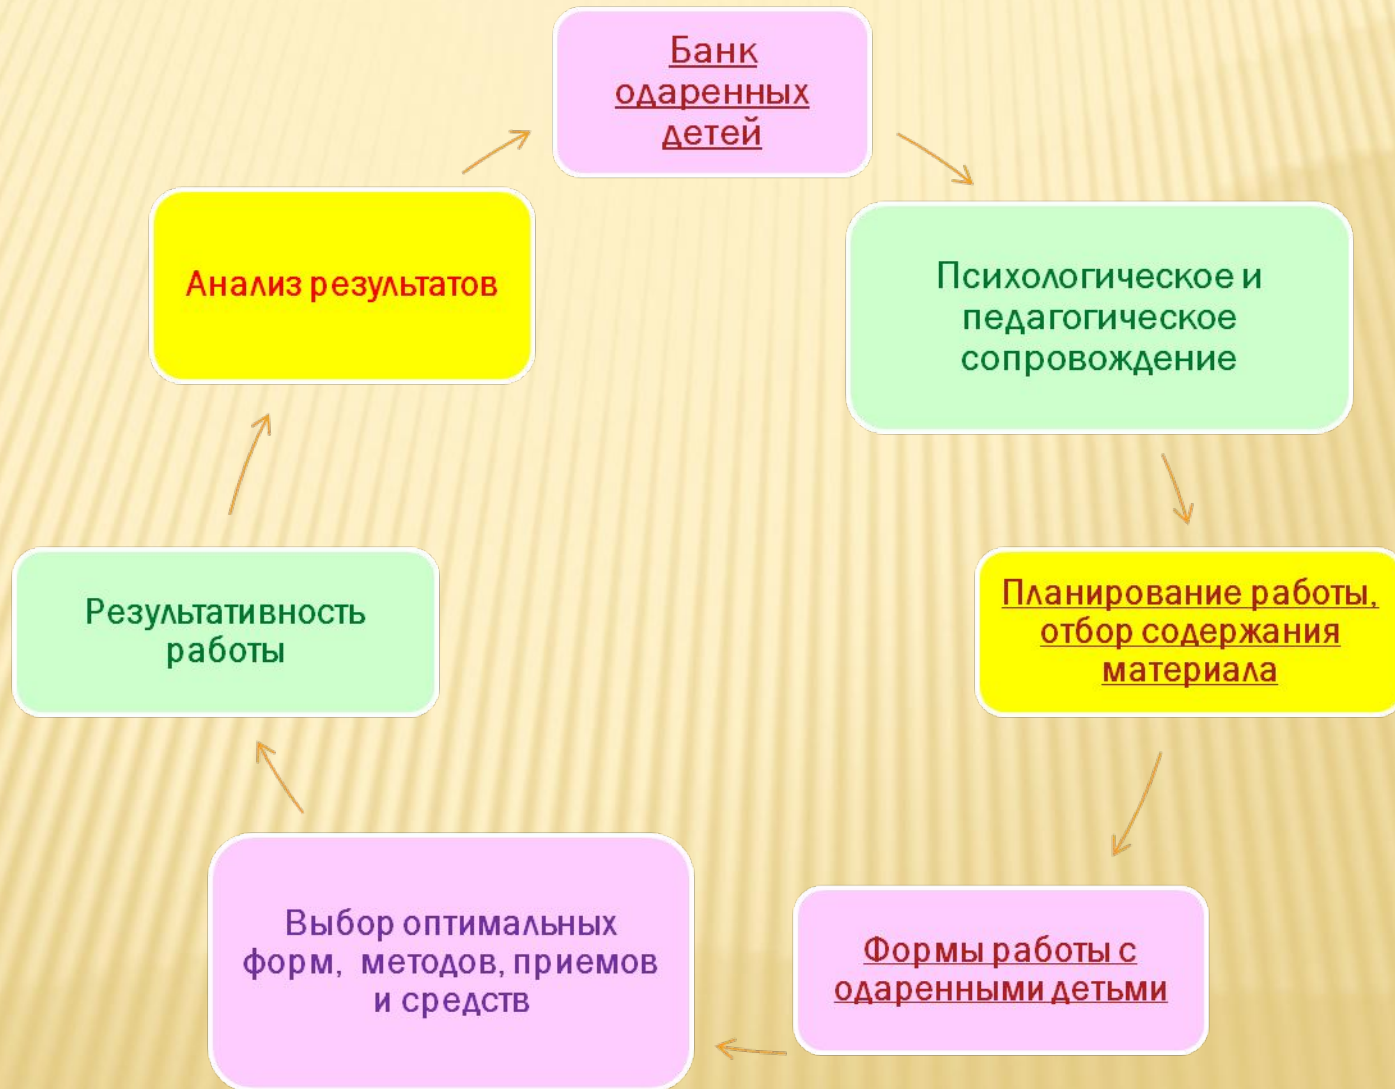 Банк
одаренных
детей
Психологическое и
педагогическое
сопровождение
Планирование работы,
отбор содержания
материала
Формы работы с
одаренными детьми
Выбор оптимальных
форм, методов, приемов
и средств
Результативность
работы
Анализ результатов